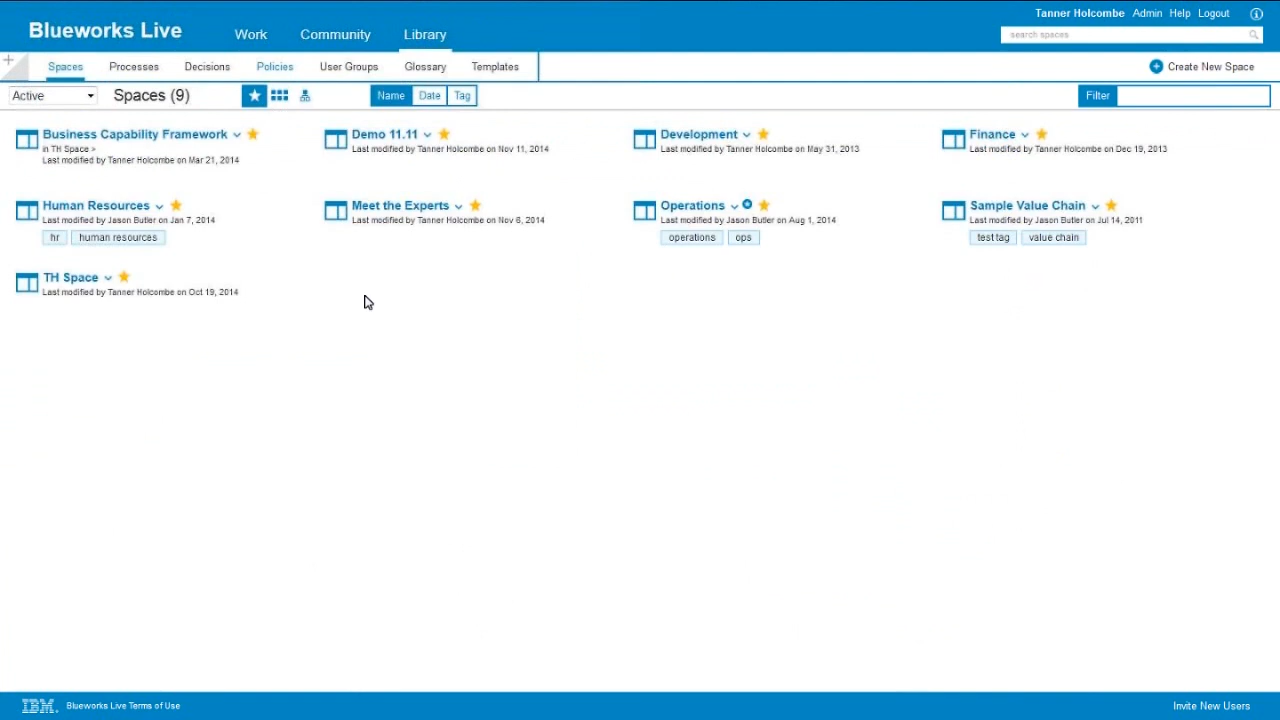 Tanner Holcombe Admin Help Logout
Blueworks Live Work Community Library
search spaces
Spaces Processes Decisions Policies User Groups Glossary Templates Create New Space
Active Spaces (9) Name Date Tag Filter
Business Capability Framework
in TH Space >
Last modified by Tanner Holcombe on Mar 21, 2014
Demo 11.11
Last modified by Tanner Holcombe on Nov 11, 2014
Development
Last modified by Tanner Holcombe on May 31, 2013
Finance
Last modified by Tanner Holcombe on Dec 19, 2013
Human Resources
Last modified by Jason Butler on Jan 7, 2014
hr human resources
Meet the Experts
Last modified by Tanner Holcombe on Nov 6, 2014
Operations
Last modified by Jason Butler on Aug 1, 2014
operations ops
Sample Value Chain
Last modified by Jason Butler on Jul 14, 2011
test tag value chain
TH Space
Last modified by Tanner Holcombe on Oct 19, 2014
IBM. Blueworks Live Terms of Use Invite New Users